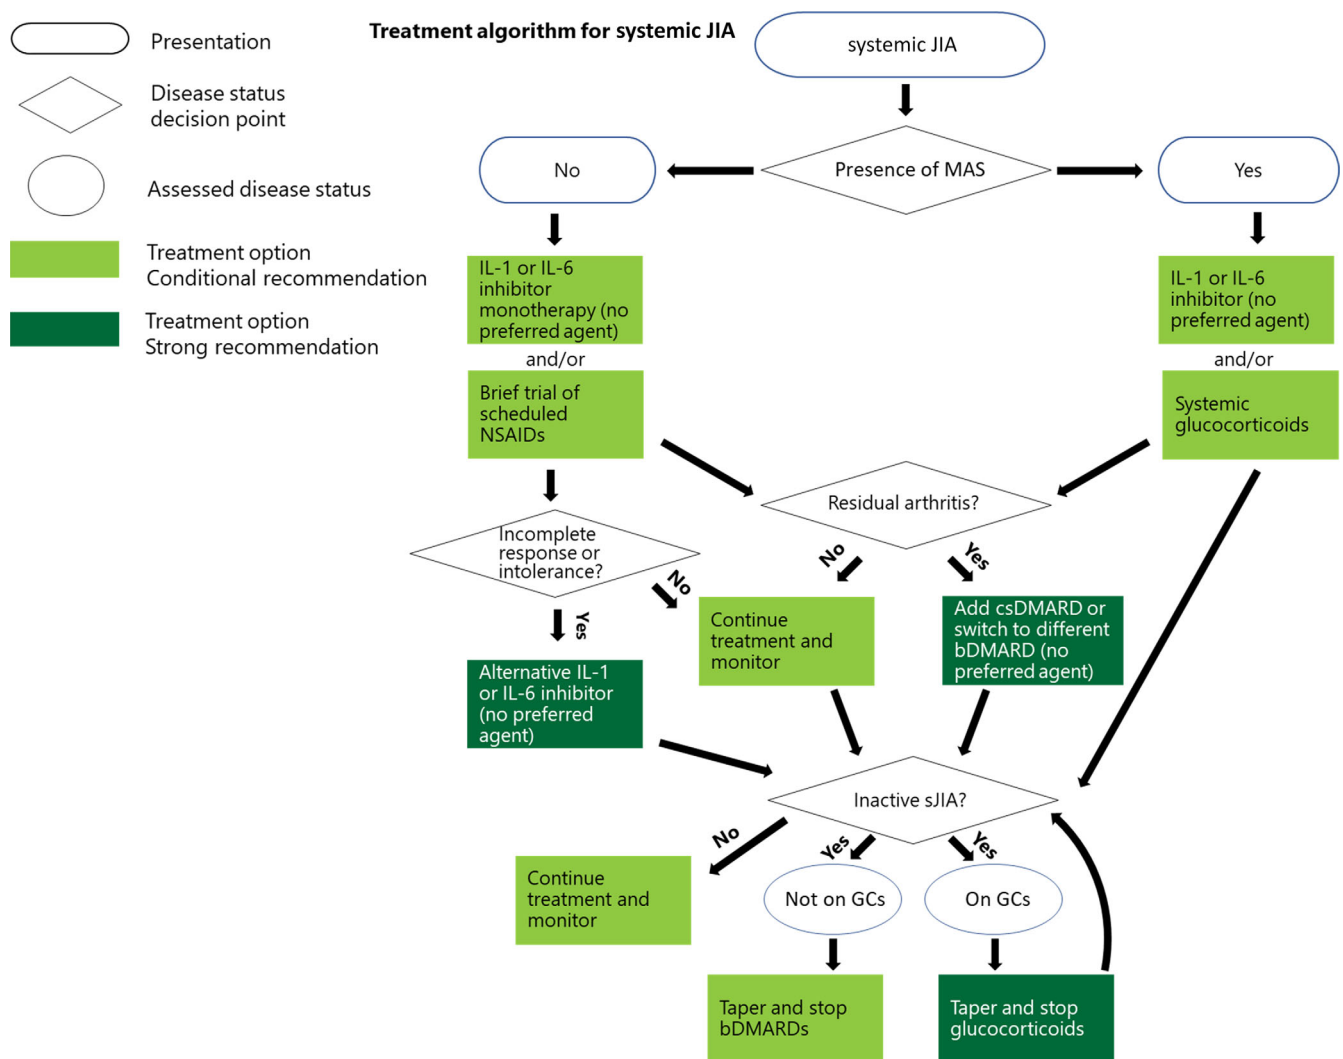 Treatment algorithm for systemic JIA
Presentation
Disease status
decision point
Assessed disease status
Treatment option
Conditional recommendation
Treatment option
Strong recommendation
systemic JIA
Presence of MAS
No
Yes
IL-1 or IL-6
inhibitor
monotherapy (no
preferred agent)
and/or
Brief trial of
scheduled
NSAIDs
IL-1 or IL-6
inhibitor (no
preferred agent)
and/or
Systemic
glucocorticoids
Residual arthritis?
Incomplete
response or
intolerance?
No
Yes
No
Yes
Continue
treatment and
monitor
Add csDMARD or
switch to different
bDMARD (no
preferred agent)
Alternative IL-1
or IL-6 inhibitor
(no preferred
agent)
Inactive sJIA?
No
Yes
Yes
Continue
treatment and
monitor
Not on GCs
On GCs
Taper and stop
bDMARDs
Taper and stop
glucocorticoids